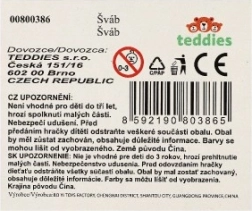 00800386
Šváb
Šváb
teddies
Dovozce/Dovozca:
TEDDIES s.r.o.
Česká 151/16
602 00 Brno
CZECH REPUBLIC
0-3
GPAP
CE
8 592190 803865
CZ UPOZORNĚNÍ:
Není vhodné pro děti do tří let,
hrozí spolknutí malých částí.
Nebezpečí udušení. Před
předáním hračky dítěti odstraňte veškeré součásti obalu. Obal
by měl zůstat zachován, obsahuje důležité informace. Barvy se
mohou lišit od vyobrazení. Země původu Čína.
SK UPOZORNENIE: Nie je vhodné pre deti do 3 rokov, hrozí prehltnutie
malých častí. Nebezpečenstvo udusenia. Pred odovzdaním hračky
dieťaťu odstráňte všetky súčasti obalu. Obal by mal byť zachovaný,
obsahuje dôležité informácie. Farby sa môžu líšiť od vyobrazenia.
Krajina pôvodu Čína.